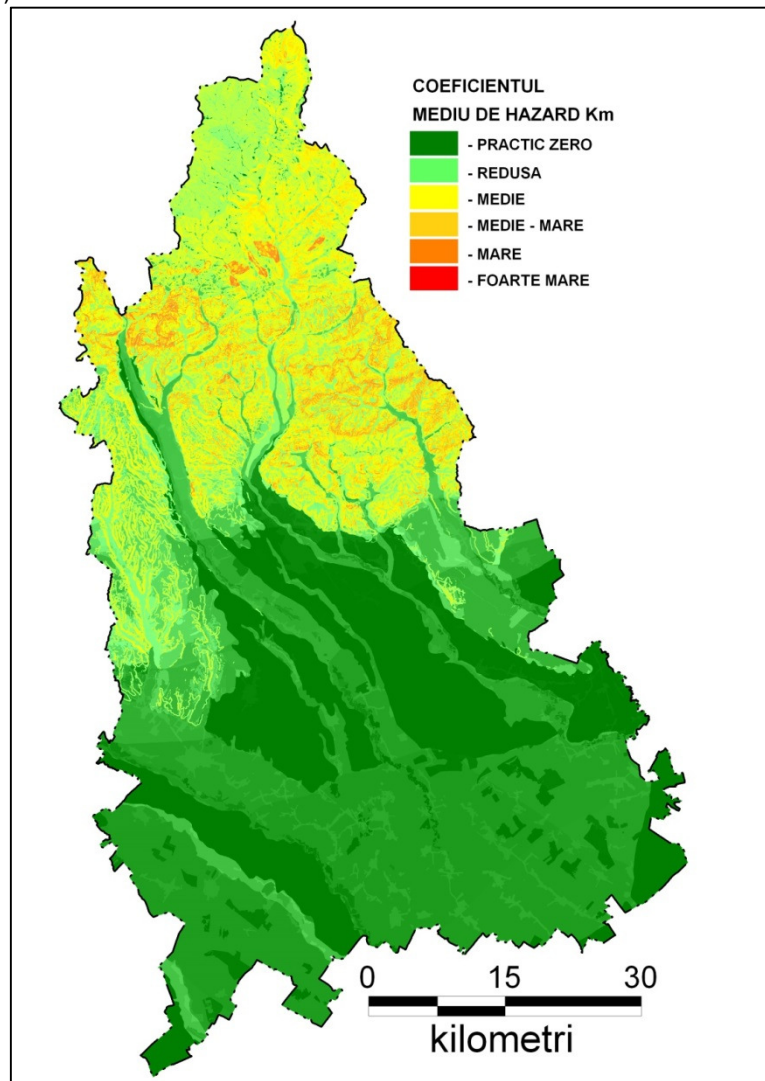 COEFICIENTUL
MEDIU DE HAZARD Km
- PRACTIC ZERO
- REDUSA
- MEDIE
- MEDIE - MARE
- MARE
- FOARTE MARE
0 15 30
kilometri